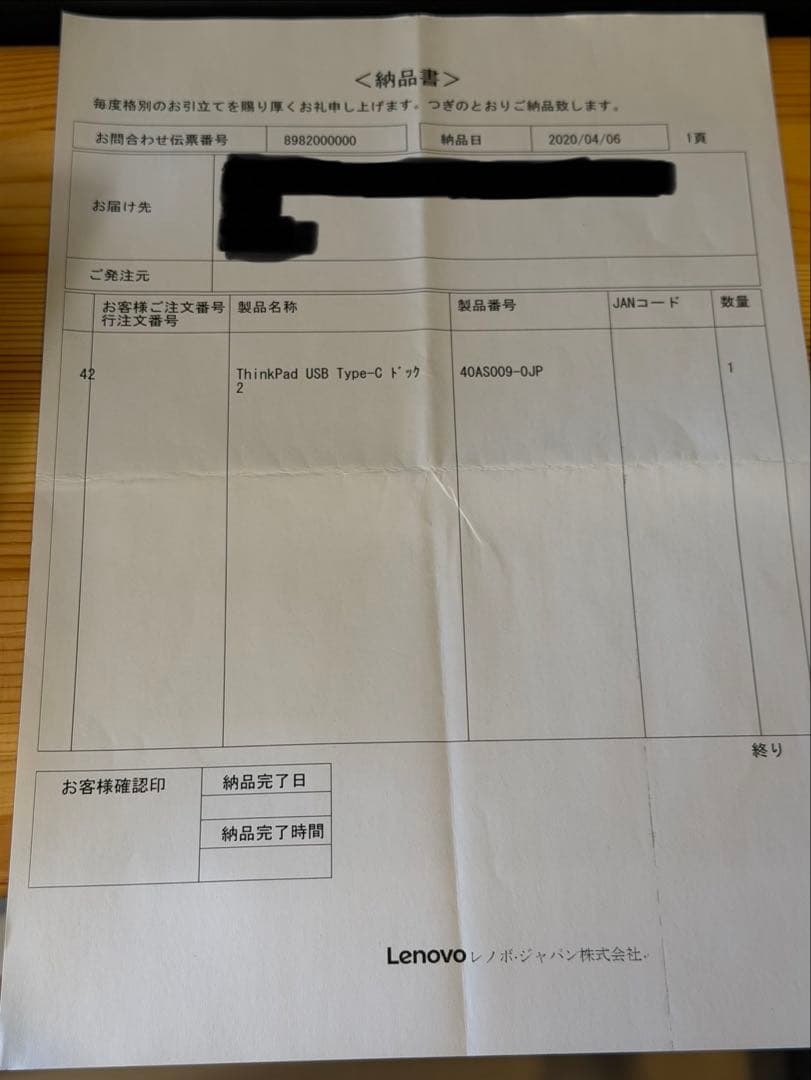 ＜納品書＞
毎度格別のお引立てを賜り厚くお礼申し上げます。つぎのとおりご納品致します。
お問合わせ伝票番号 8982000000 納品日 2020/04/06 1頁
お届け先
ご発注元
お客様ご注文番号 製品名称 製品番号 JANコード 数量
行注文番号
42 ThinkPad USB Type-C ﾄﾞｯｸ 40AS009-0JP 1
2
終り
お客様確認印 納品完了日
納品完了時間
Lenovo レノボ・ジャパン株式会社